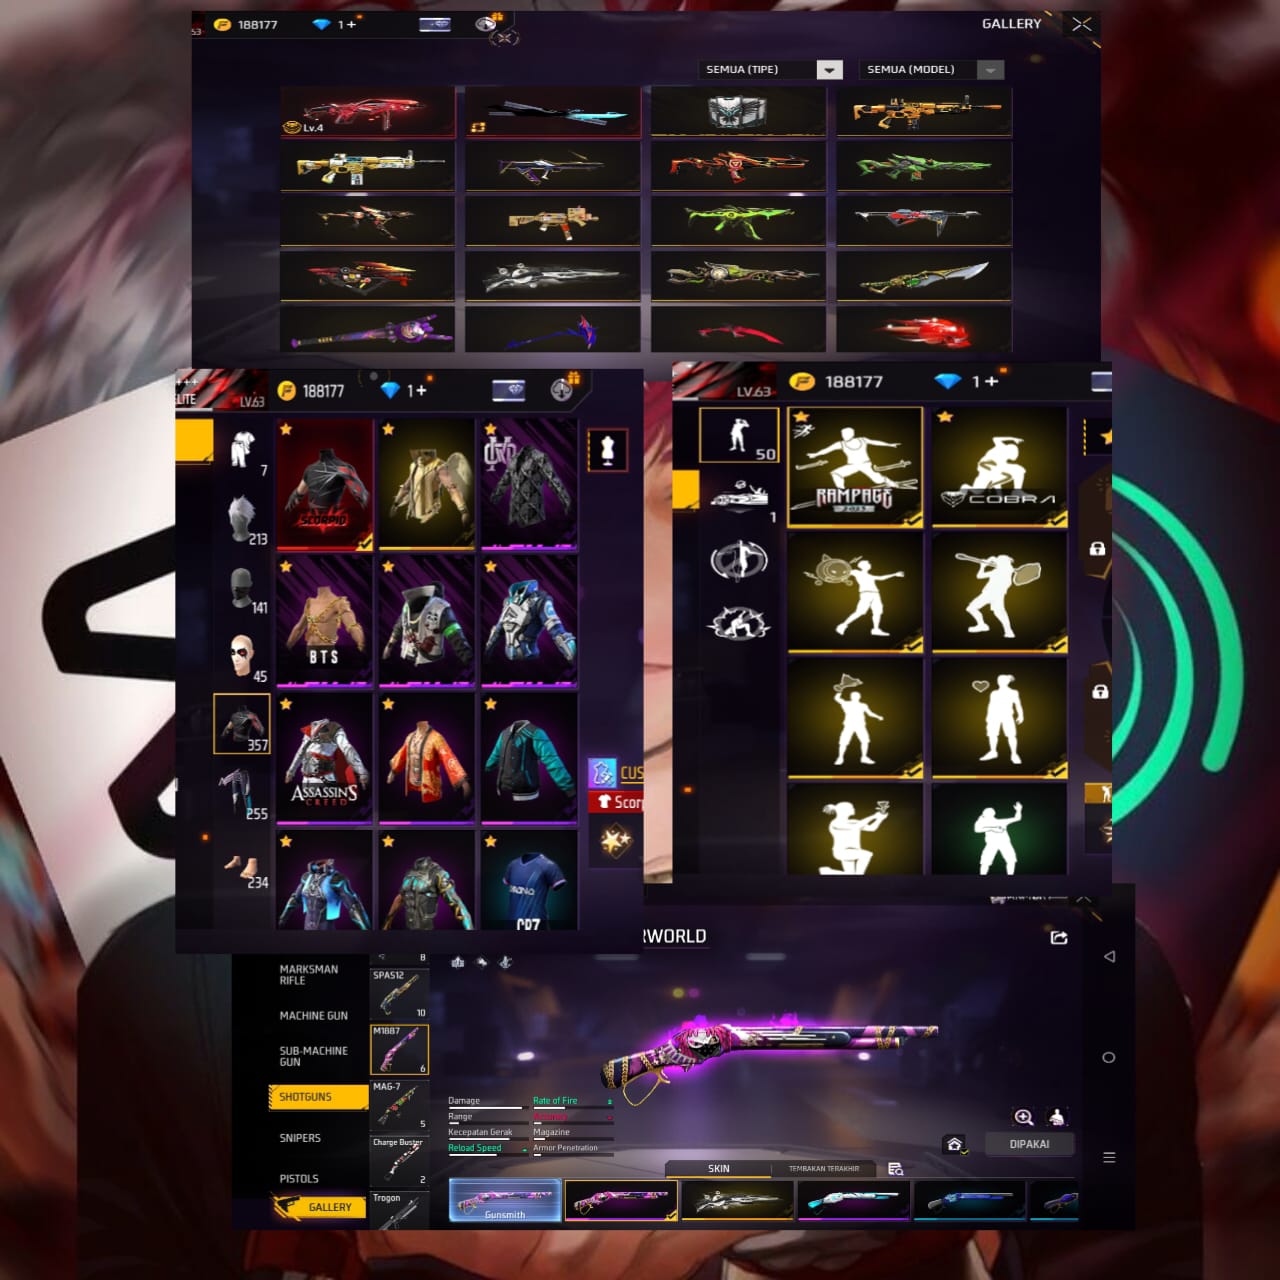 188177
1+
GALLERY
SEMUA (TIPE)
SEMUA (MODEL)
Lv.4
ELITE
LV.63
188177
1+
7
213
141
45
357
255
234
SCORPIO
BTS
ASSASSIN'S
CREED
CR7
CUS
Scorp
LV.63
188177
1+
50
1
RAMPAGE
2023
COBRA
RWORLD
8
MARKSMAN
RIFLE
MACHINE GUN
SUB-MACHINE
GUN
SHOTGUNS
SNIPERS
PISTOLS
GALLERY
SPAS12
10
M1887
6
MAG-7
5
Charge Buster
2
Trogon
Damage
Rate of Fire
Range
Kecepatan Gerak
Magazine
Reload Speed
Armor Penetration
DIPAKAI
SKIN
TEMBAKAN TERAKHIR
Gunsmith